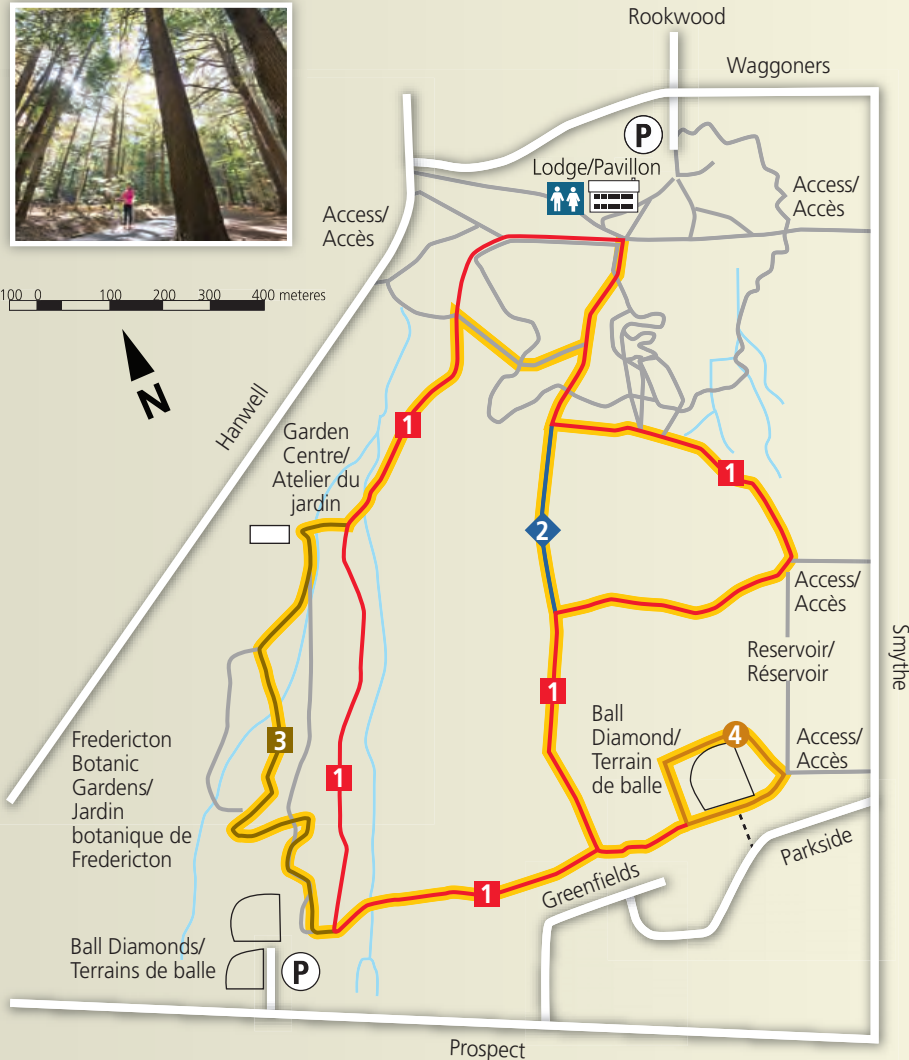 Rookwood
Waggoners
P
Lodge/Pavillon
Access/
Accès
Access/
Accès
100 0 100 200 300 400 meteres
N
Hanwell
1
Garden
Centre/
Atelier du
jardin
1
2
Access/
Accès
Smythe
Reservoir/
Réservoir
1
Ball
Diamond/
Terrain
de balle
4
Access/
Accès
3
Fredericton
Botanic
Gardens/
Jardin
botanique de
Fredericton
1
Parkside
Greenfields
1
Ball Diamonds/
Terrains de balle
P
Prospect